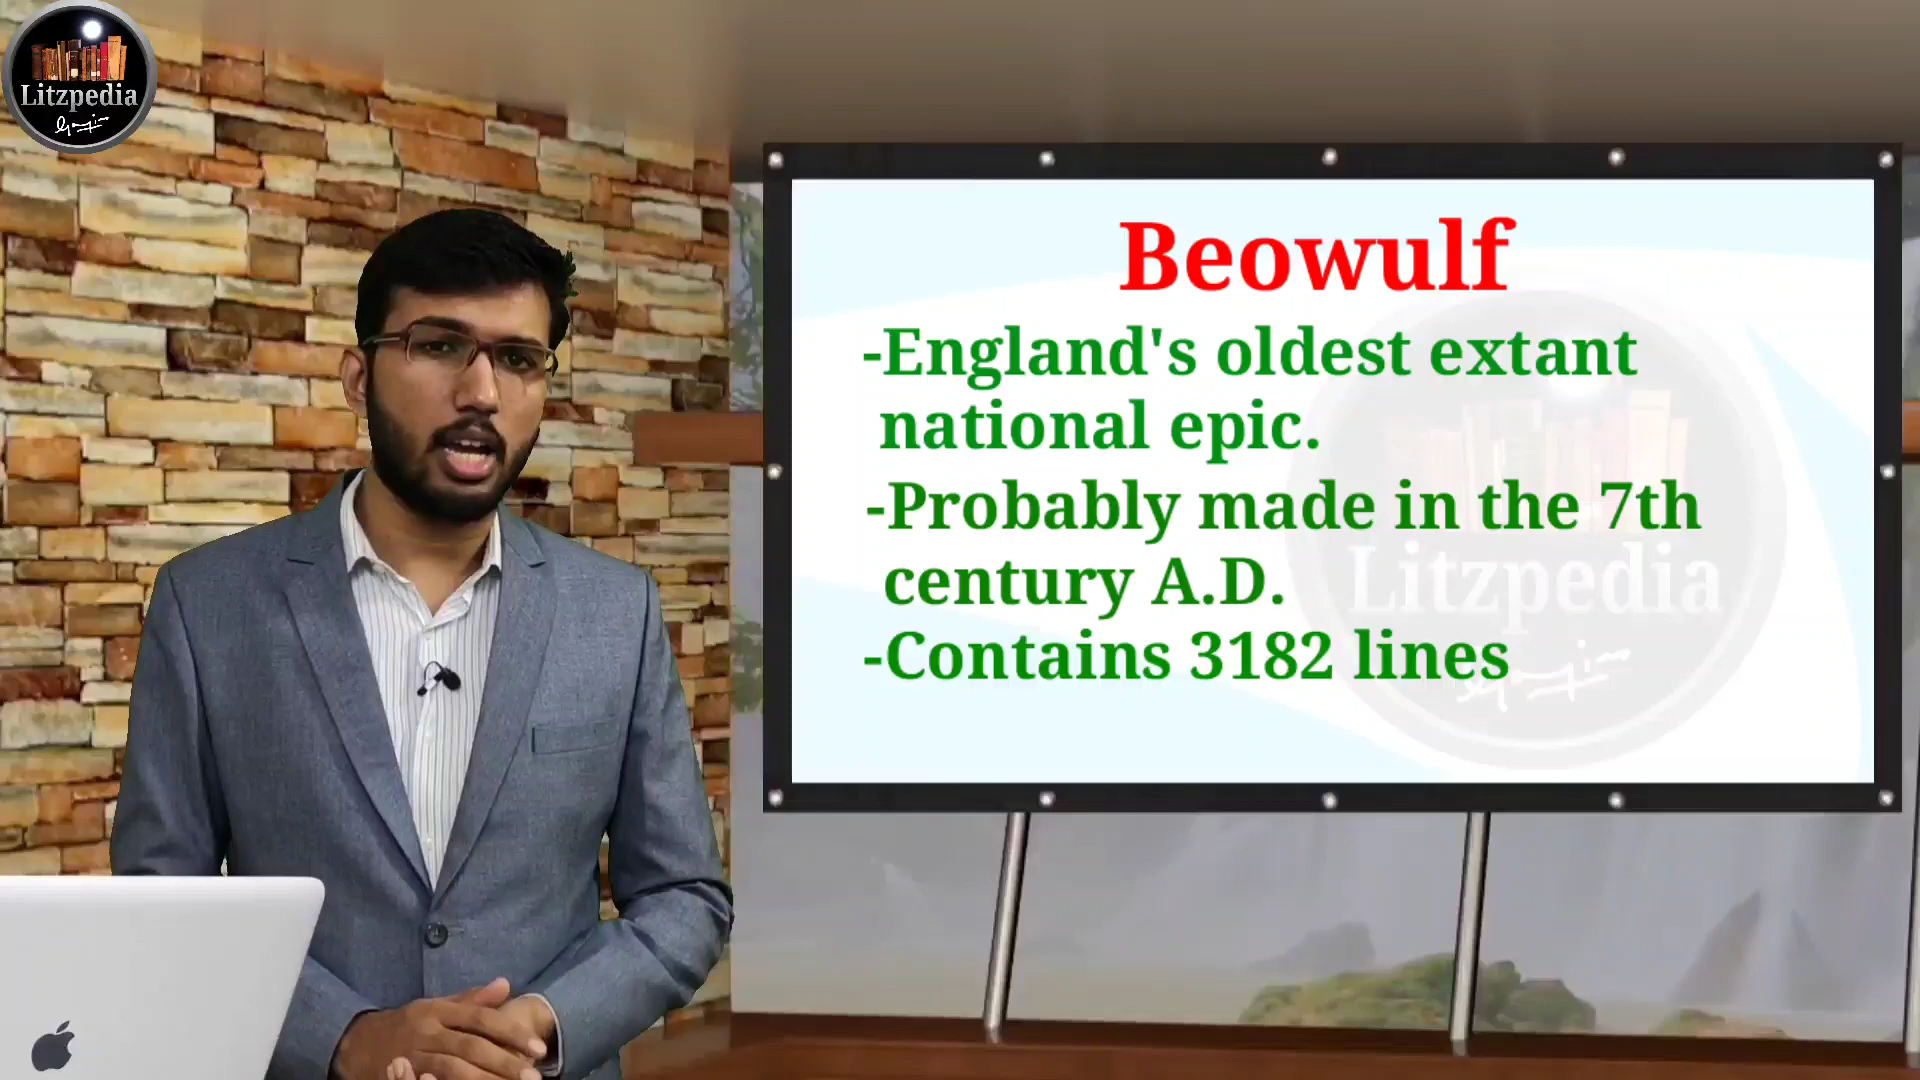 Litzpedia
Beowulf
-England's oldest extant
national epic.
-Probably made in the 7th
century A.D.
-Contains 3182 lines
Litzpedia